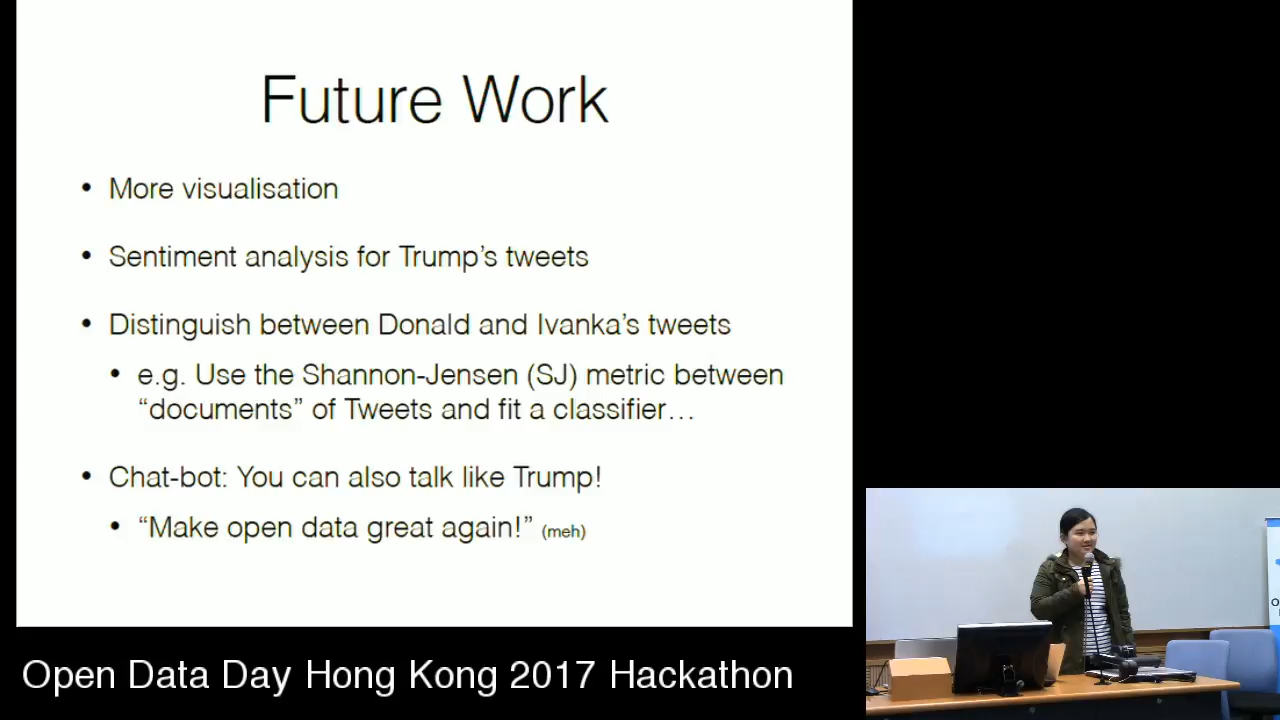 Future Work
• More visualisation
• Sentiment analysis for Trump's tweets
• Distinguish between Donald and Ivanka's tweets
• e.g. Use the Shannon-Jensen (SJ) metric between
“documents” of Tweets and fit a classifier…
• Chat-bot: You can also talk like Trump!
• “Make open data great again!” (meh)
Open Data Day Hong Kong 2017 Hackathon